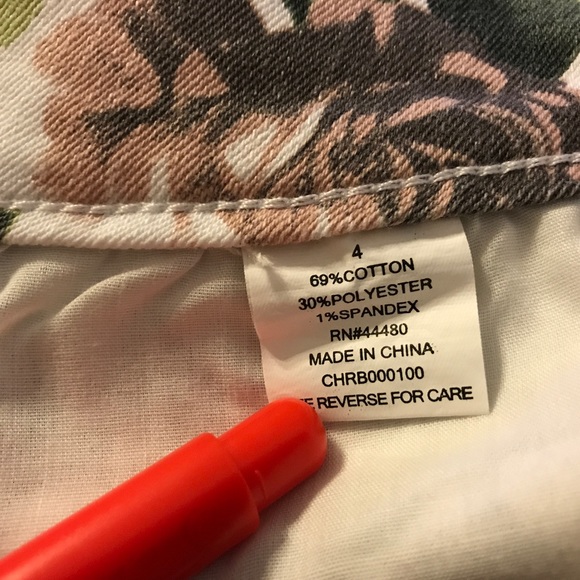 4
69%COTTON
30%POLYESTER
1%SPANDEX
RN#44480
MADE IN CHINA
CHRB000100
REVERSE FOR CARE